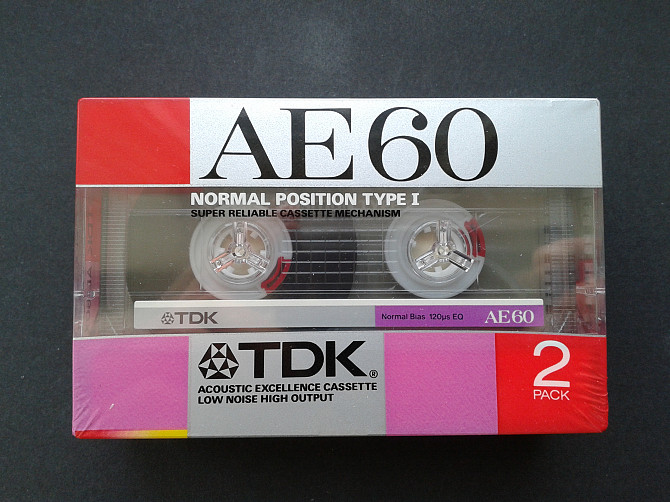 AE60
NORMAL POSITION TYPE I
SUPER RELIABLE CASSETTE MECHANISM
TDK
Normal Bias 120μs EQ AE60
TDK®
ACOUSTIC EXCELLENCE CASSETTE
LOW NOISE HIGH OUTPUT
2
PACK